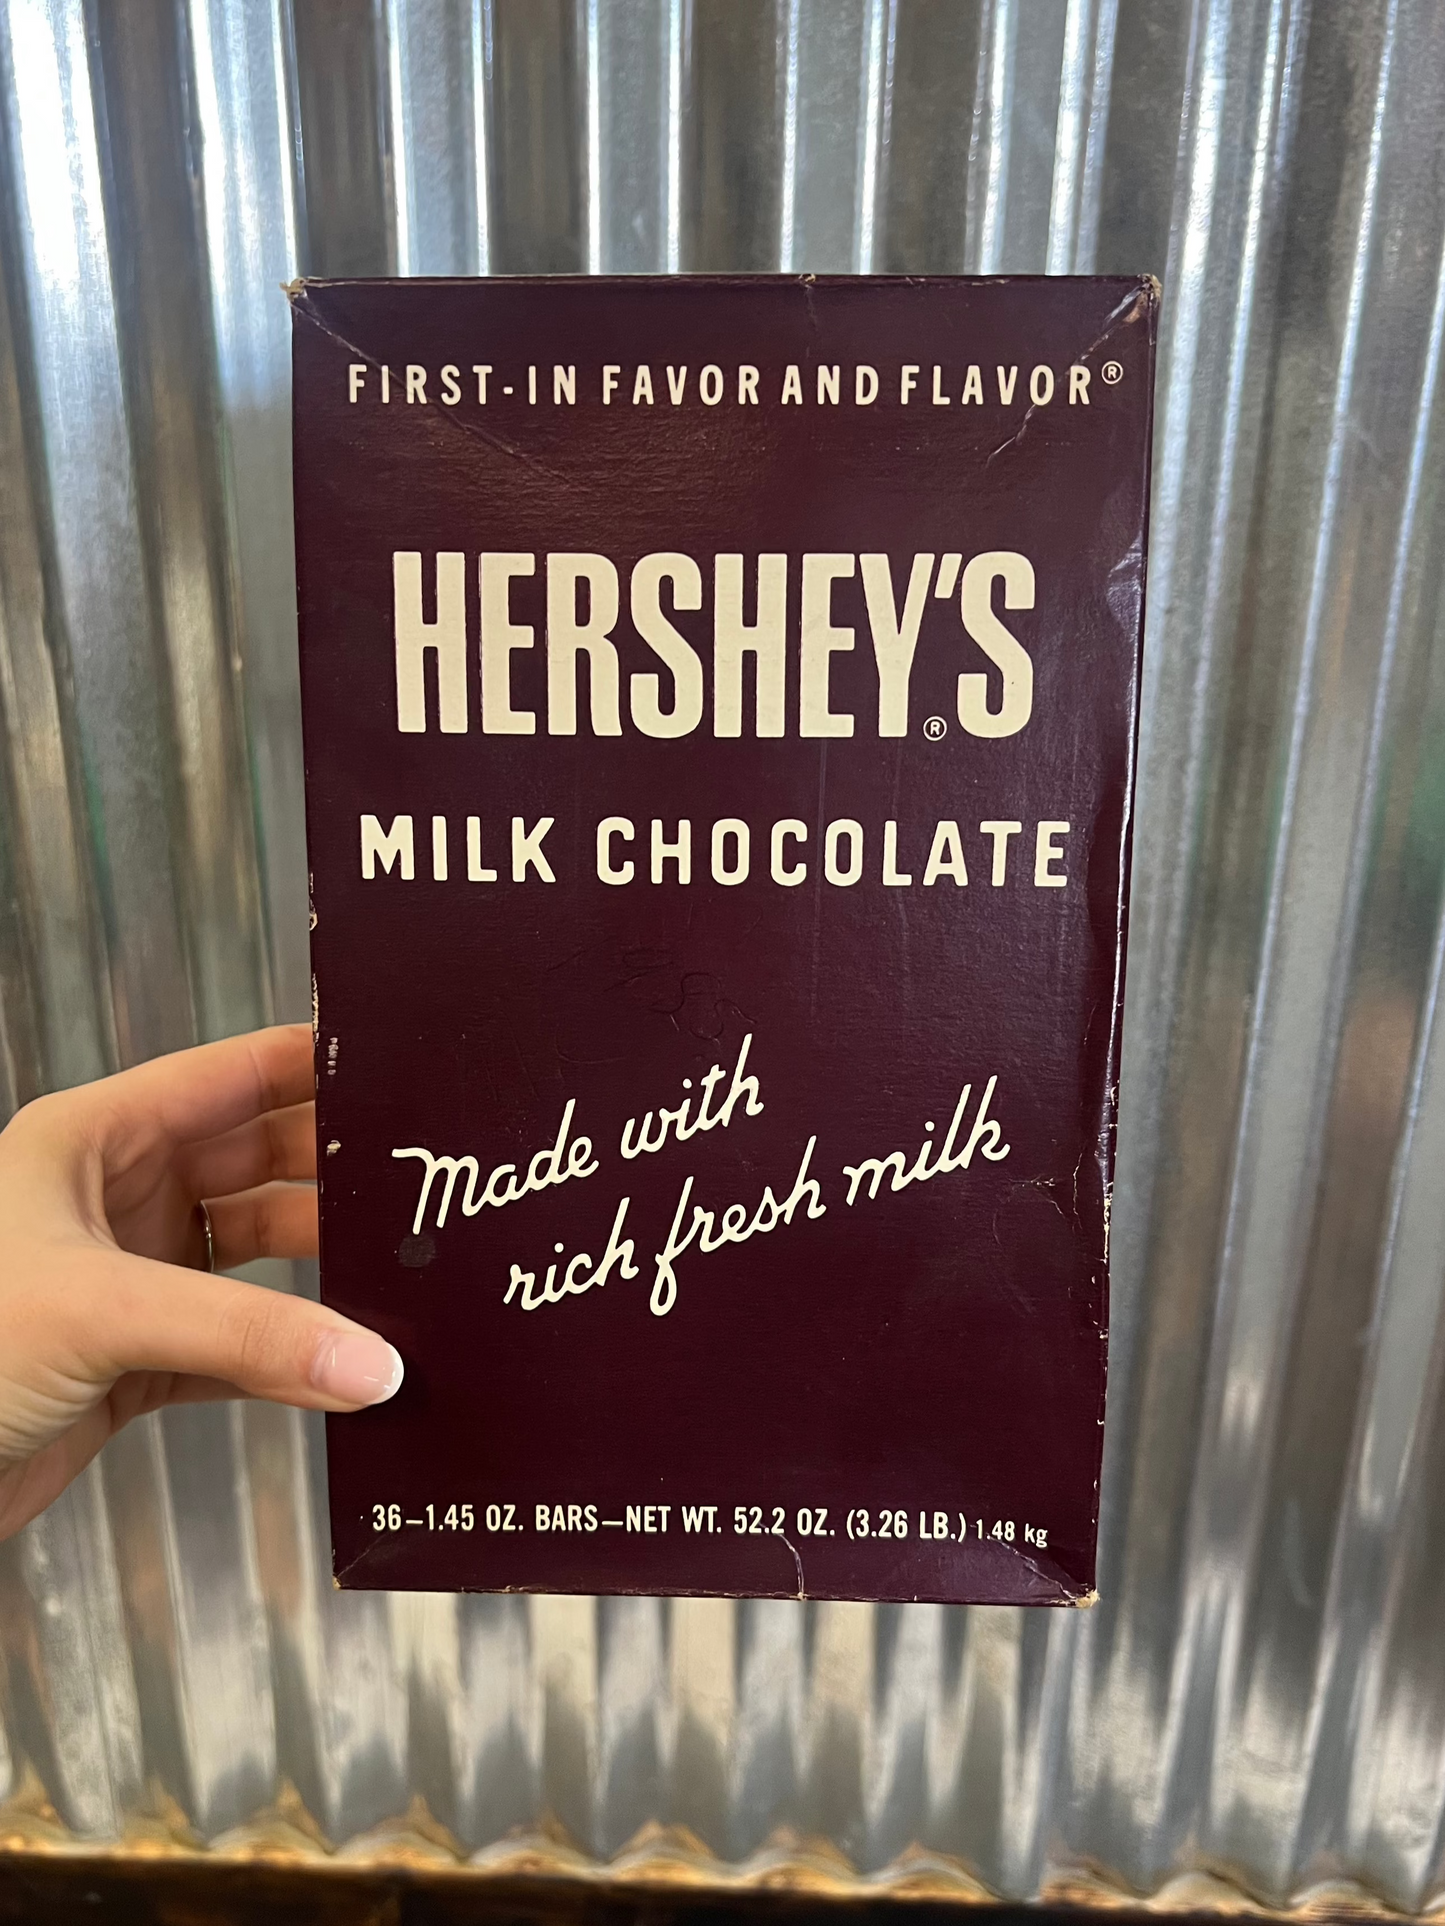 FIRST-IN FAVOR AND FLAVOR®
HERSHEY'S®
MILK CHOCOLATE
Made with
rich fresh milk
36–1.45 OZ. BARS–NET WT. 52.2 OZ. (3.26 LB.) 1.48 kg